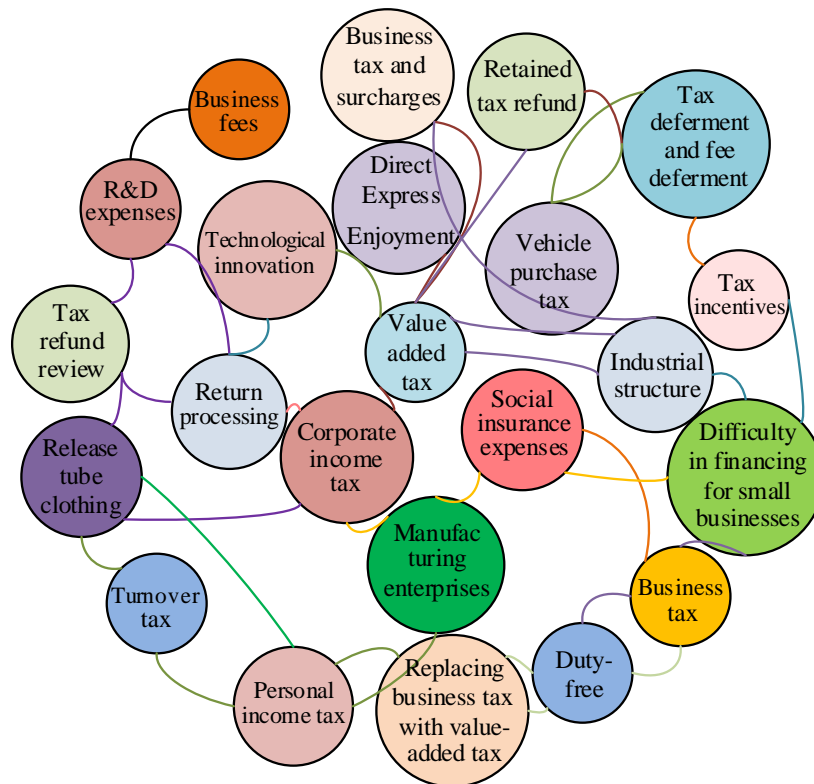 Business
tax and
surcharges
Retained
tax refund
Tax
deferment
and fee
deferment
Business
fees
R&D
expenses
Direct
Express
Enjoyment
Technological
innovation
Vehicle
purchase
tax
Tax
incentives
Tax
refund
review
Value
added
tax
Industrial
structure
Return
processing
Social
insurance
expenses
Corporate
income
tax
Difficulty
in financing
for small
businesses
Release
tube
clothing
Manufac
turing
enterprises
Turnover
tax
Business
tax
Personal
income tax
Replacing
business tax
with value-
added tax
Duty-
free